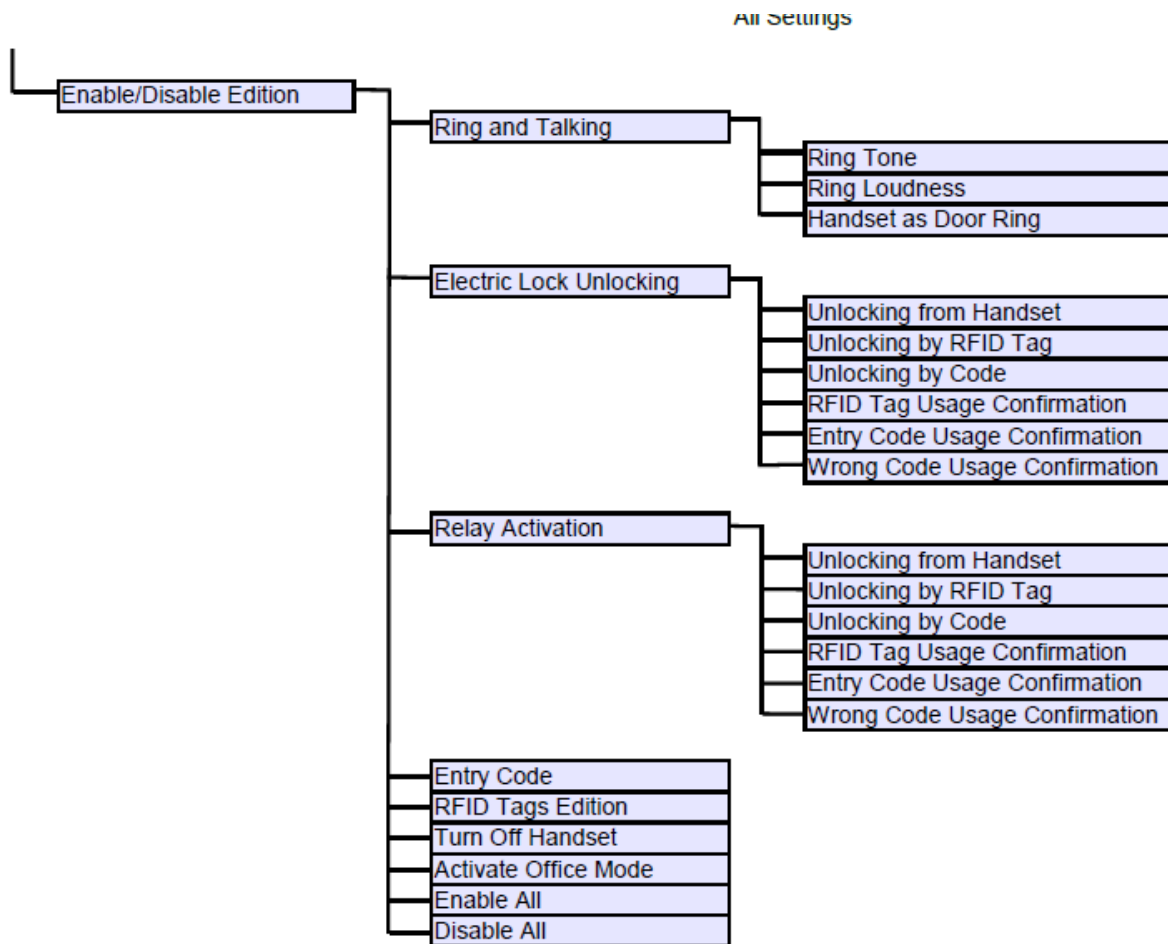 All Settings
Enable/Disable Edition
Ring and Talking
Ring Tone
Ring Loudness
Handset as Door Ring
Electric Lock Unlocking
Unlocking from Handset
Unlocking by RFID Tag
Unlocking by Code
RFID Tag Usage Confirmation
Entry Code Usage Confirmation
Wrong Code Usage Confirmation
Relay Activation
Unlocking from Handset
Unlocking by RFID Tag
Unlocking by Code
RFID Tag Usage Confirmation
Entry Code Usage Confirmation
Wrong Code Usage Confirmation
Entry Code
RFID Tags Edition
Turn Off Handset
Activate Office Mode
Enable All
Disable All